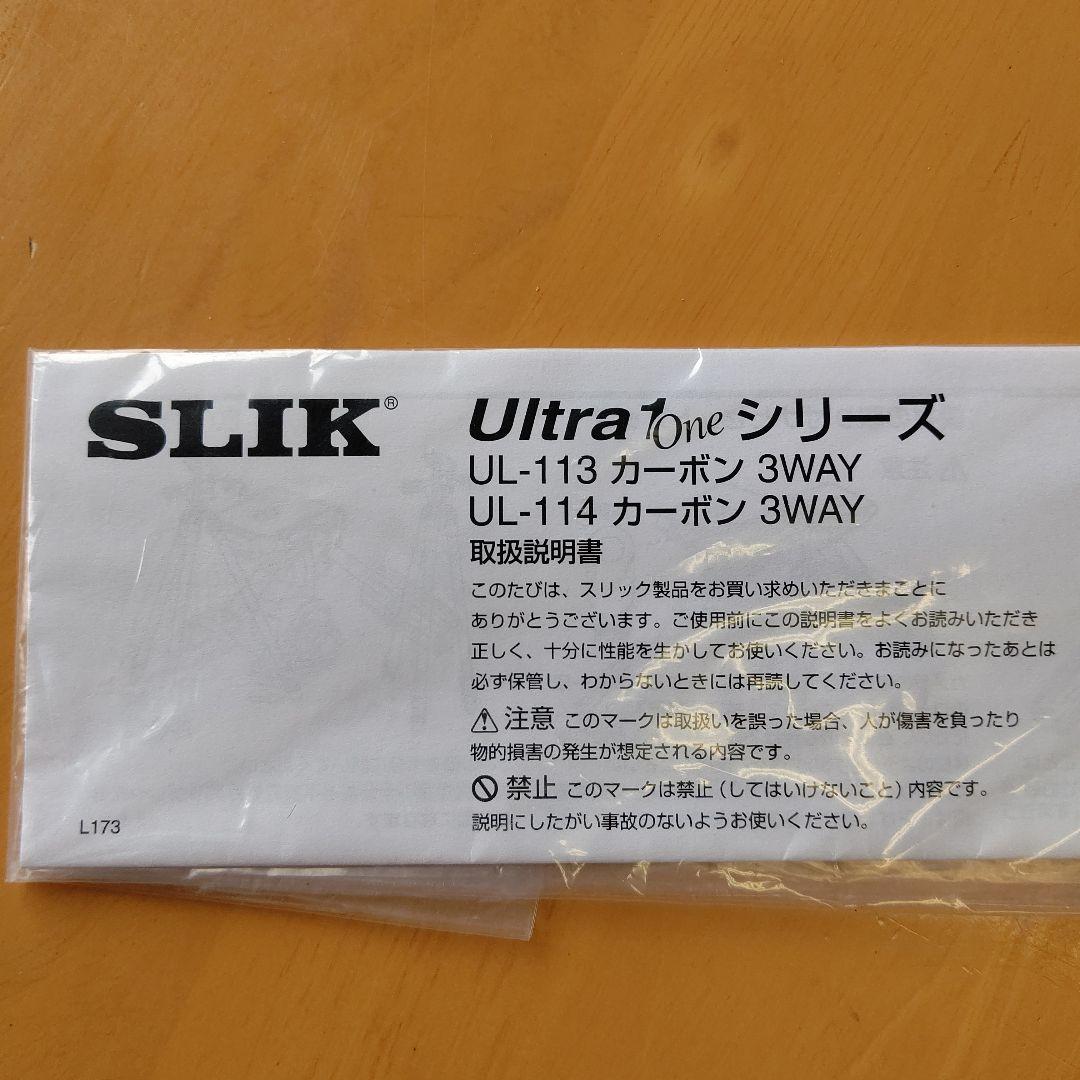 SLIK®
Ultra 1 One シリーズ
UL-113 カーボン 3WAY
UL-114 カーボン 3WAY
取扱説明書
このたびは、スリック製品をお買い求めいただきまことに
ありがとうございます。ご使用前にこの説明書をよくお読みいただき
正しく、十分に性能を生かしてお使いください。お読みになったあとは
必ず保管し、わからないときには再読してください。
注意 このマークは取扱いを誤った場合、人が傷害を負ったり
物的損害の発生が想定される内容です。
禁止 このマークは禁止(してはいけないこと)内容です。
説明にしたがい事故のないようお使いください。
L173